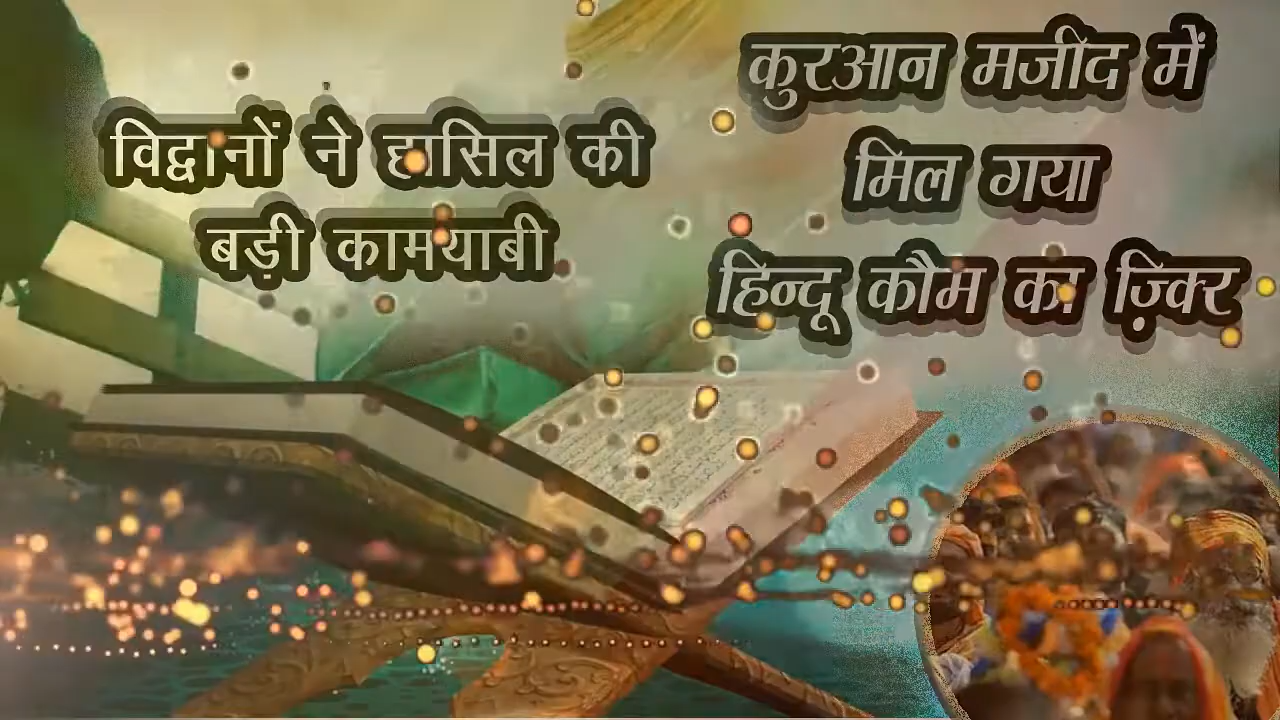 विद्वानों ने हासिल की
बड़ी कामयाबी
कुरआन मजीद में
मिल गया
हिन्दू कौम का ज़िक्र